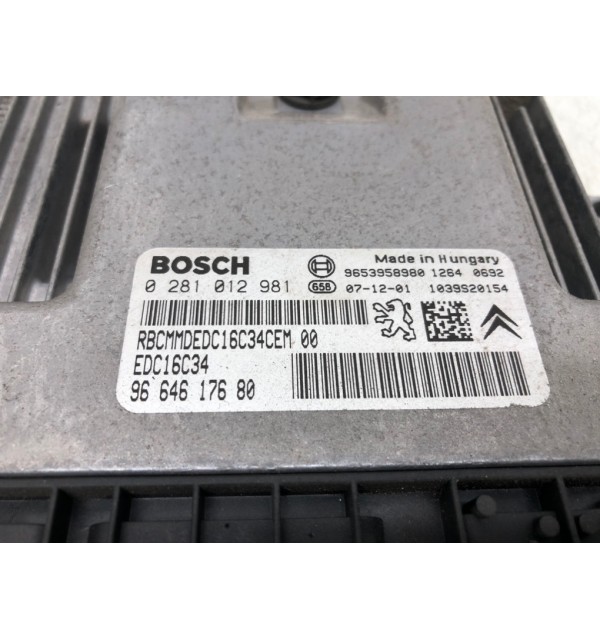 BOSCH Made in Hungary
9653958980 1264 0692
0 281 012 981 658 07-12-01 1039S20154
RBCMMDEDC16C34CEM 00
EDC16C34
96 646 176 80